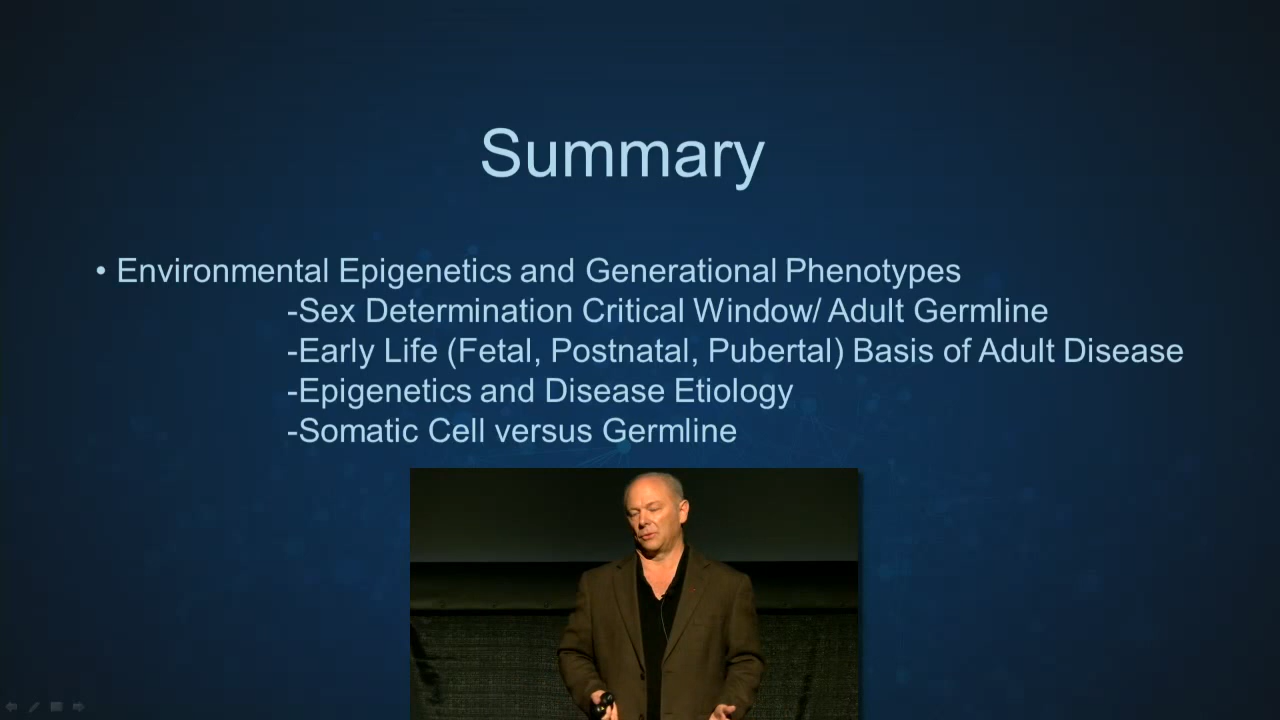 Summary
• Environmental Epigenetics and Generational Phenotypes
-Sex Determination Critical Window/ Adult Germline
-Early Life (Fetal, Postnatal, Pubertal) Basis of Adult Disease
-Epigenetics and Disease Etiology
-Somatic Cell versus Germline